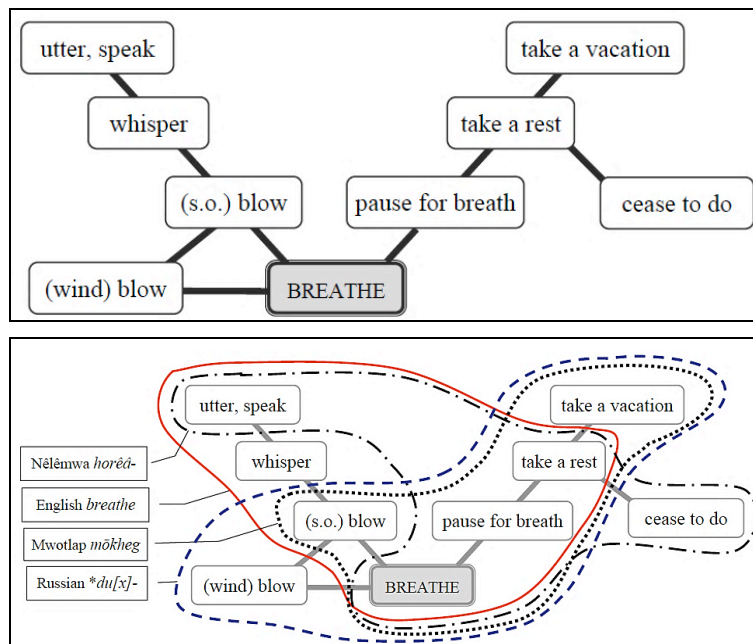 utter, speak
take a vacation
whisper
take a rest
(s.o.) blow
pause for breath
cease to do
(wind) blow
BREATHE
utter, speak
take a vacation
Nêlêmwa horêâ-
whisper
take a rest
English breathe
(s.o.) blow
pause for breath
cease to do
Mwotlap mōkheg
Russian *du[x]-
(wind) blow
BREATHE